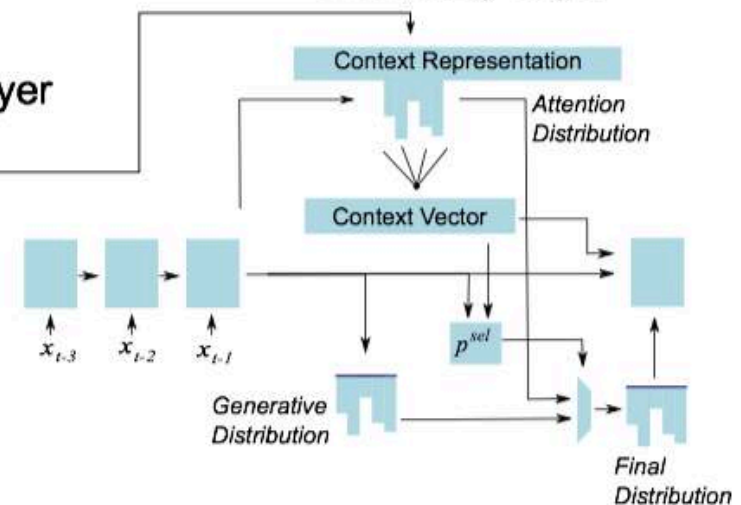 yer
Context Representation
Attention
Distribution
Context Vector
x_{t-3} x_{t-2} x_{t-1}
p^{sel}
Generative
Distribution
Final
Distribution